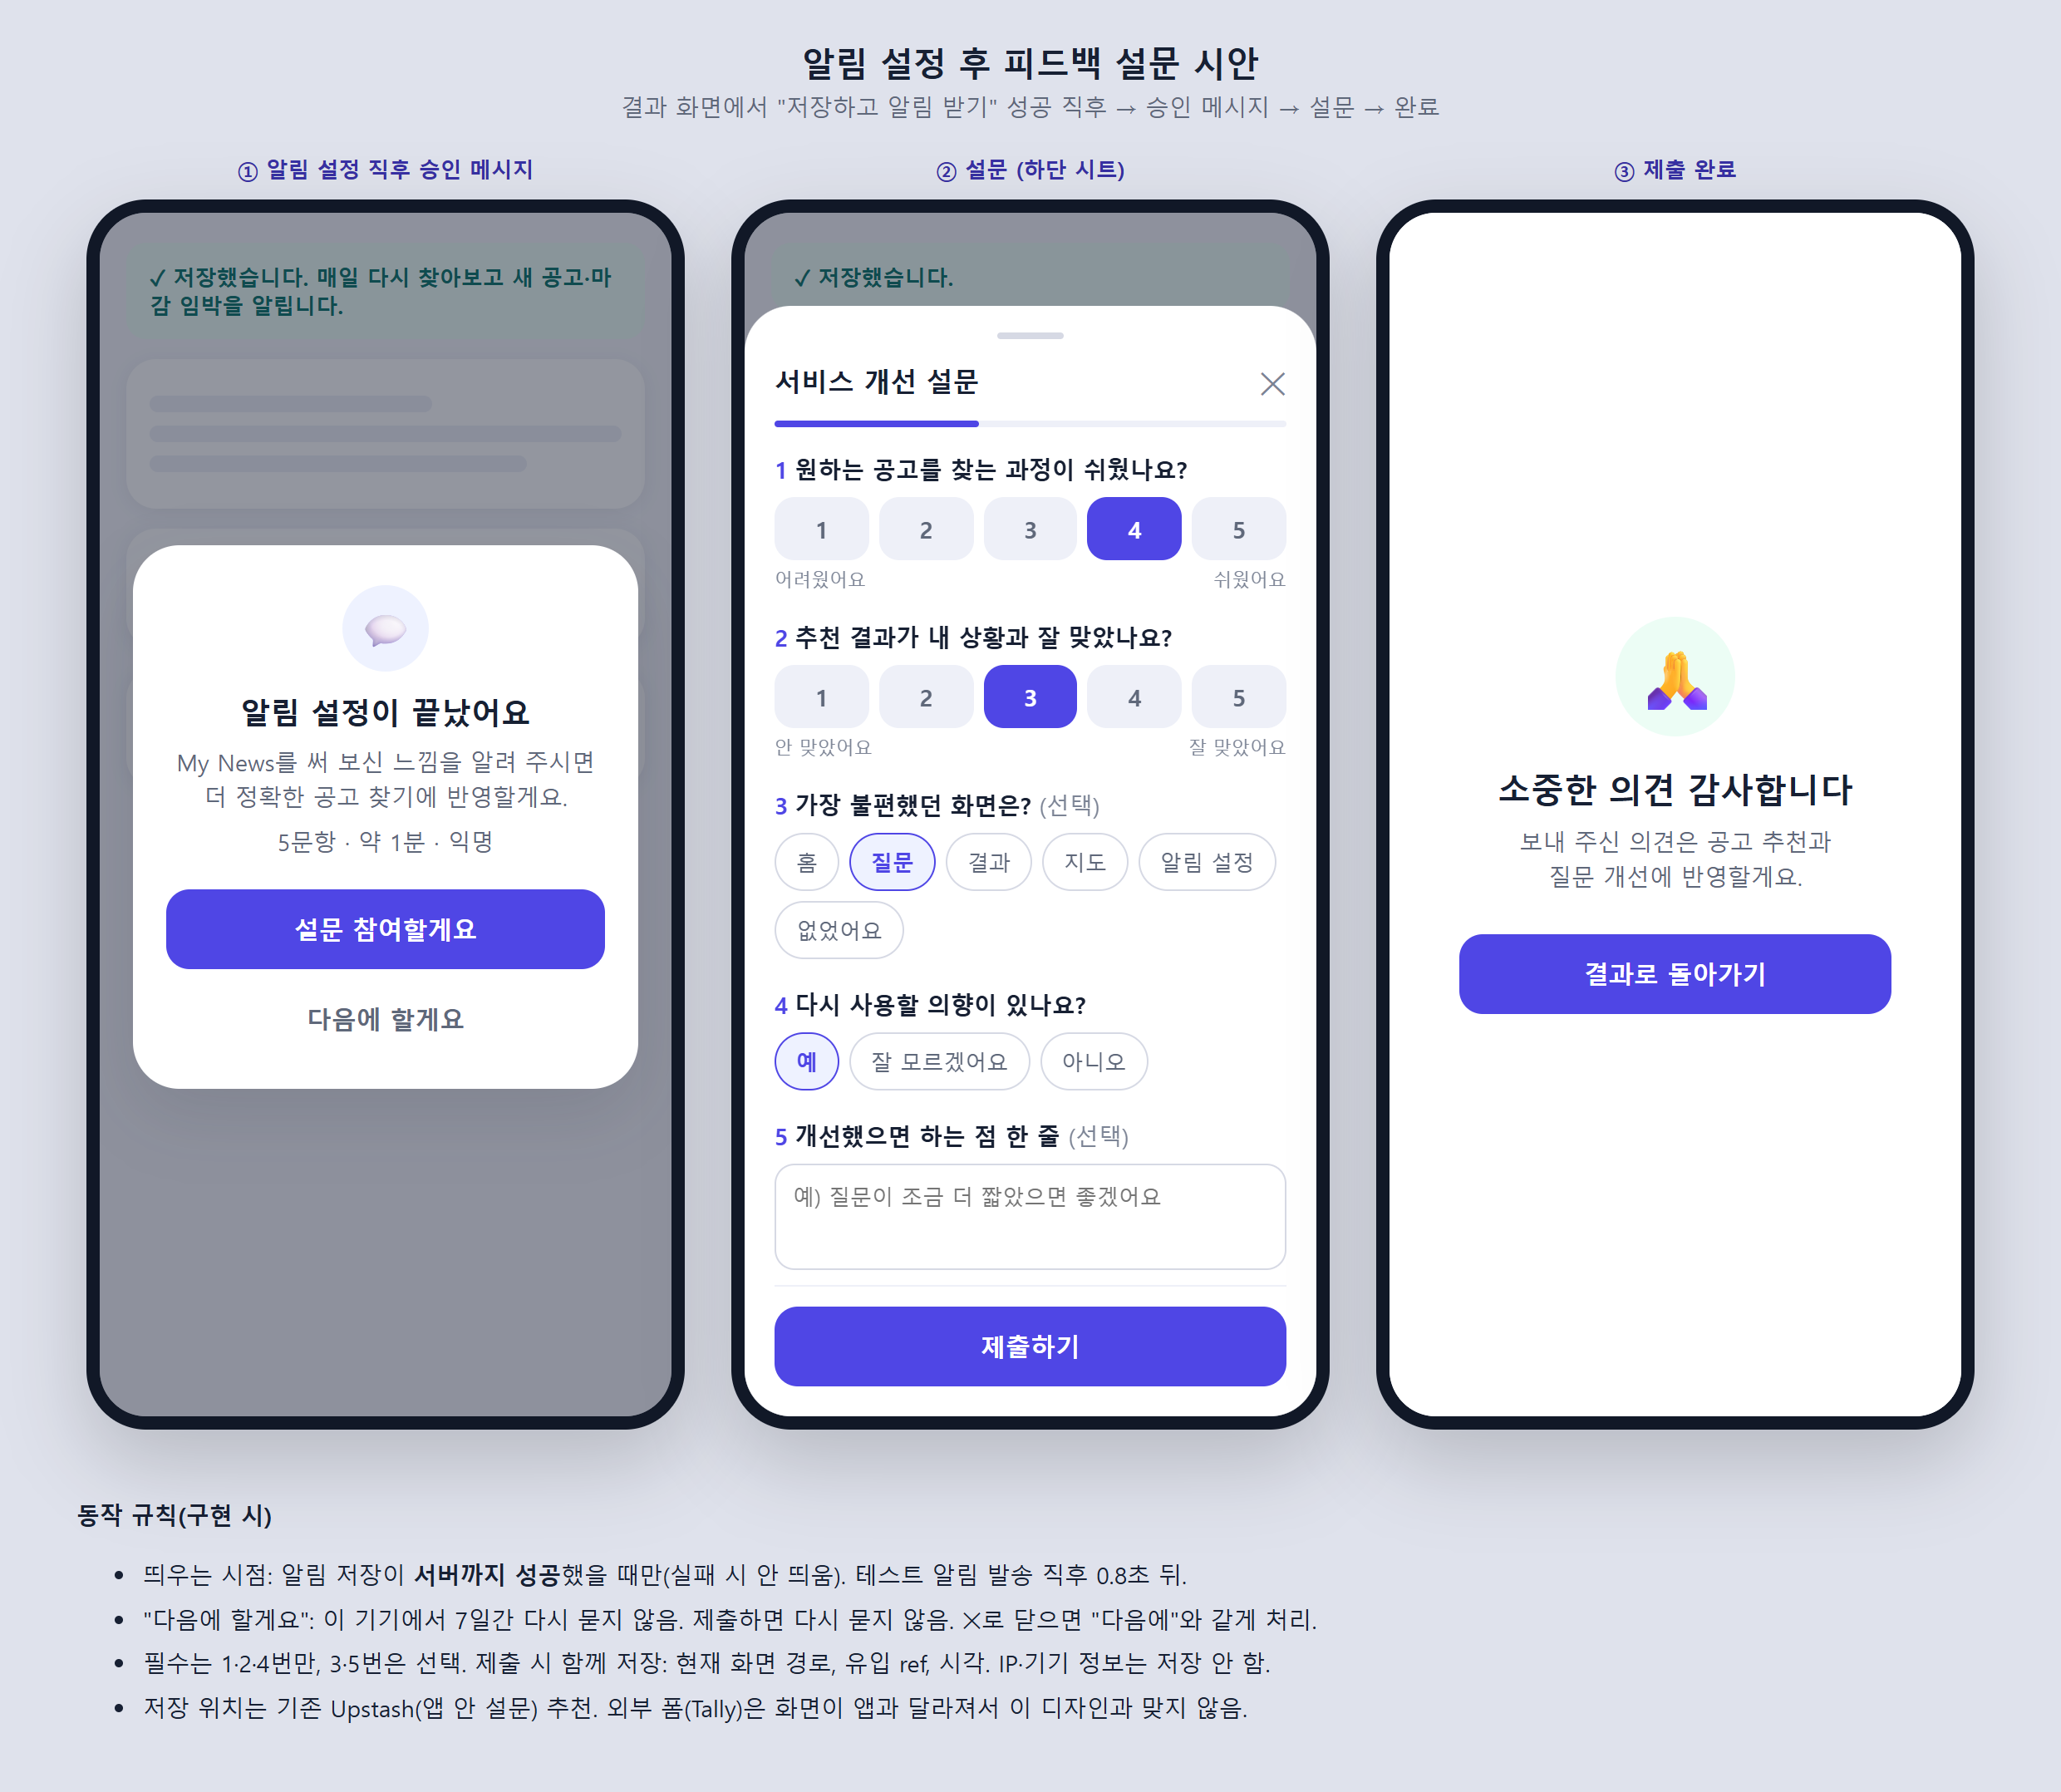 알림 설정 후 피드백 설문 시안
결과 화면에서 "저장하고 알림 받기" 성공 직후 → 승인 메시지 → 설문 → 완료
① 알림 설정 직후 승인 메시지
✓ 저장했습니다. 매일 다시 찾아보고 새 공고·마
감 임박을 알립니다.
알림 설정이 끝났어요
My News를 써 보신 느낌을 알려 주시면
더 정확한 공고 찾기에 반영할게요.
5문항 · 약 1분 · 익명
설문 참여할게요
다음에 할게요
② 설문 (하단 시트)
✓ 저장했습니다.
서비스 개선 설문
1 원하는 공고를 찾는 과정이 쉬웠나요?
1 2 3 4 5
어려웠어요 쉬웠어요
2 추천 결과가 내 상황과 잘 맞았나요?
1 2 3 4 5
안 맞았어요 잘 맞았어요
3 가장 불편했던 화면은? (선택)
홈 질문 결과 지도 알림 설정
없었어요
4 다시 사용할 의향이 있나요?
예 잘 모르겠어요 아니오
5 개선했으면 하는 점 한 줄 (선택)
예) 질문이 조금 더 짧았으면 좋겠어요
제출하기
③ 제출 완료
소중한 의견 감사합니다
보내 주신 의견은 공고 추천과
질문 개선에 반영할게요.
결과로 돌아가기
동작 규칙(구현 시)
• 띄우는 시점: 알림 저장이 서버까지 성공했을 때만(실패 시 안 띄움). 테스트 알림 발송 직후 0.8초 뒤.
• "다음에 할게요": 이 기기에서 7일간 다시 묻지 않음. 제출하면 다시 묻지 않음. ✕로 닫으면 "다음에"와 같게 처리.
• 필수는 1·2·4번만, 3·5번은 선택. 제출 시 함께 저장: 현재 화면 경로, 유입 ref, 시각. IP·기기 정보는 저장 안 함.
• 저장 위치는 기존 Upstash(앱 안 설문) 추천. 외부 폼(Tally)은 화면이 앱과 달라져서 이 디자인과 맞지 않음.